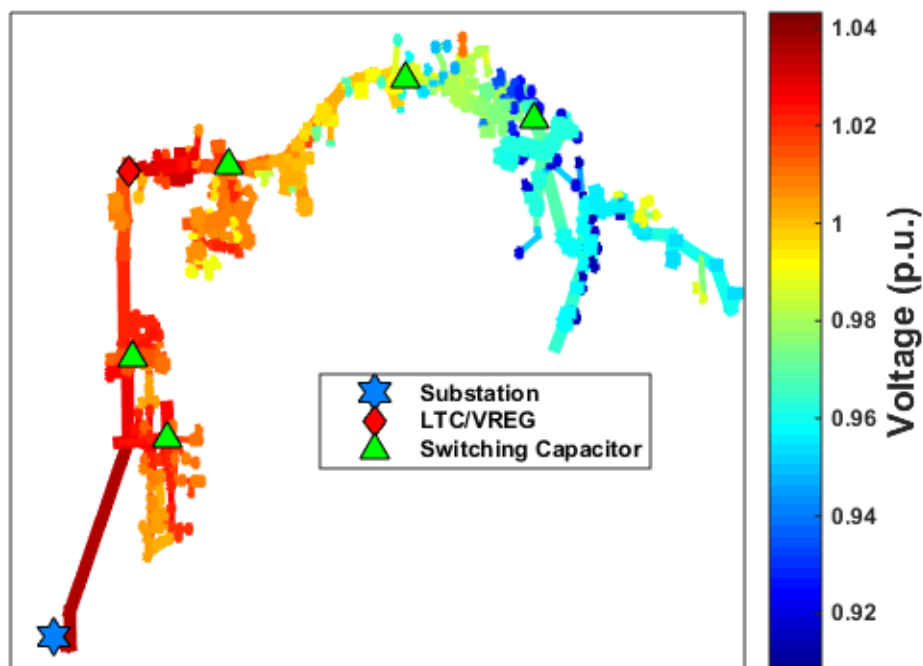 1.04
1.02
1
0.98
0.96
0.94
0.92
Voltage (p.u.)
Substation
LTC/VREG
Switching Capacitor